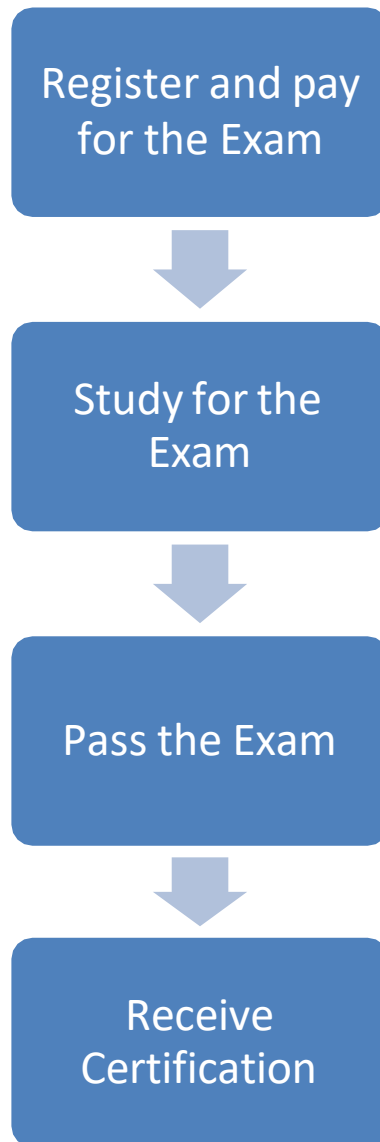 Register and pay
for the Exam
Study for the
Exam
Pass the Exam
Receive
Certification